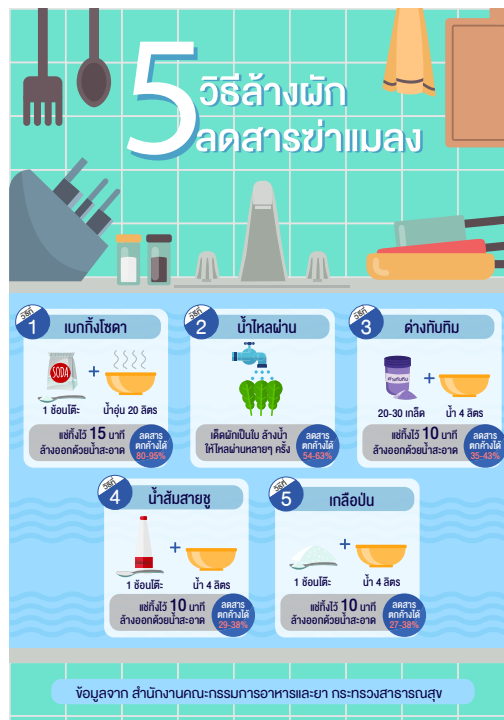 5
วิธีล้างผัก
ลดสารฆ่าแมลง
วิธีที่
1
เบกกิ้งโซดา
SODA
+
1 ช้อนโต๊ะ
น้ำอุ่น 20 ลิตร
แช่ทิ้งไว้ 15 นาที
ล้างออกด้วยน้ำสะอาด
ลดสาร
ตกค้างได้
80-95%
วิธีที่
2
น้ำไหลผ่าน
เด็ดผักเป็นใบ ล้างน้ำ
ให้ไหลผ่านหลายๆ ครั้ง
ลดสาร
ตกค้างได้
54-63%
วิธีที่
3
ด่างทับทิม
ด่างทับทิม
+
20-30 เกล็ด
น้ำ 4 ลิตร
แช่ทิ้งไว้ 10 นาที
ล้างออกด้วยน้ำสะอาด
ลดสาร
ตกค้างได้
35-43%
วิธีที่
4
น้ำส้มสายชู
+
1 ช้อนโต๊ะ
น้ำ 4 ลิตร
แช่ทิ้งไว้ 10 นาที
ล้างออกด้วยน้ำสะอาด
ลดสาร
ตกค้างได้
29-38%
วิธีที่
5
เกลือป่น
+
1 ช้อนโต๊ะ
น้ำ 4 ลิตร
แช่ทิ้งไว้ 10 นาที
ล้างออกด้วยน้ำสะอาด
ลดสาร
ตกค้างได้
27-38%
ข้อมูลจาก สำนักงานคณะกรรมการอาหารและยา กระทรวงสาธารณสุข